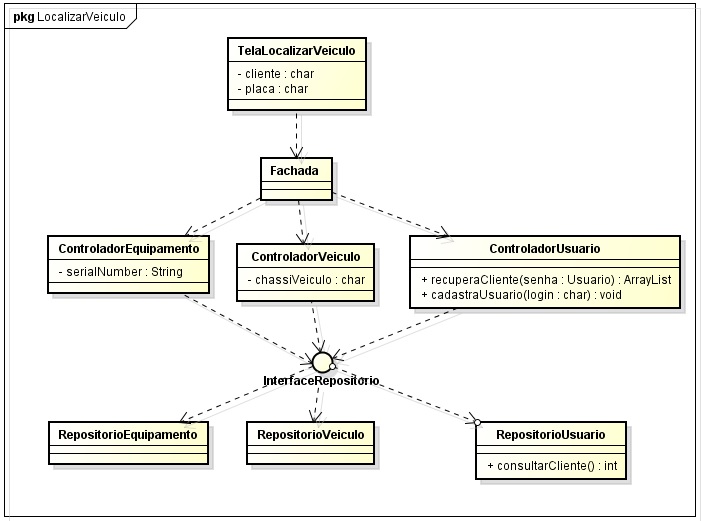 pkg LocalizarVeiculo
TelaLocalizarVeiculo
- cliente : char
- placa : char
Fachada
ControladorEquipamento
- serialNumber : String
ControladorVeiculo
- chassiVeiculo : char
ControladorUsuario
+ recuperaCliente(senha : Usuario) : ArrayList
+ cadastraUsuario(login : char) : void
InterfaceRepositorio
RepositorioEquipamento
RepositorioVeiculo
RepositorioUsuario
+ consultarCliente() : int